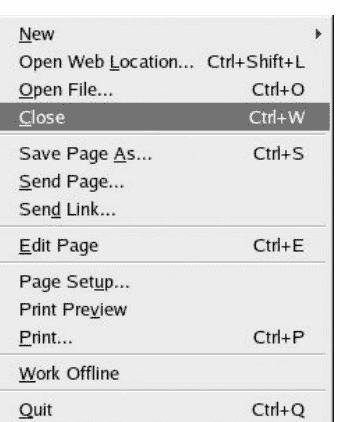 New
Open Web Location... Ctrl+Shift+L
Open File... Ctrl+O
Close Ctrl+W
Save Page As... Ctrl+S
Send Page...
Send Link...
Edit Page Ctrl+E
Page Setup...
Print Preview
Print... Ctrl+P
Work Offline
Quit Ctrl+Q